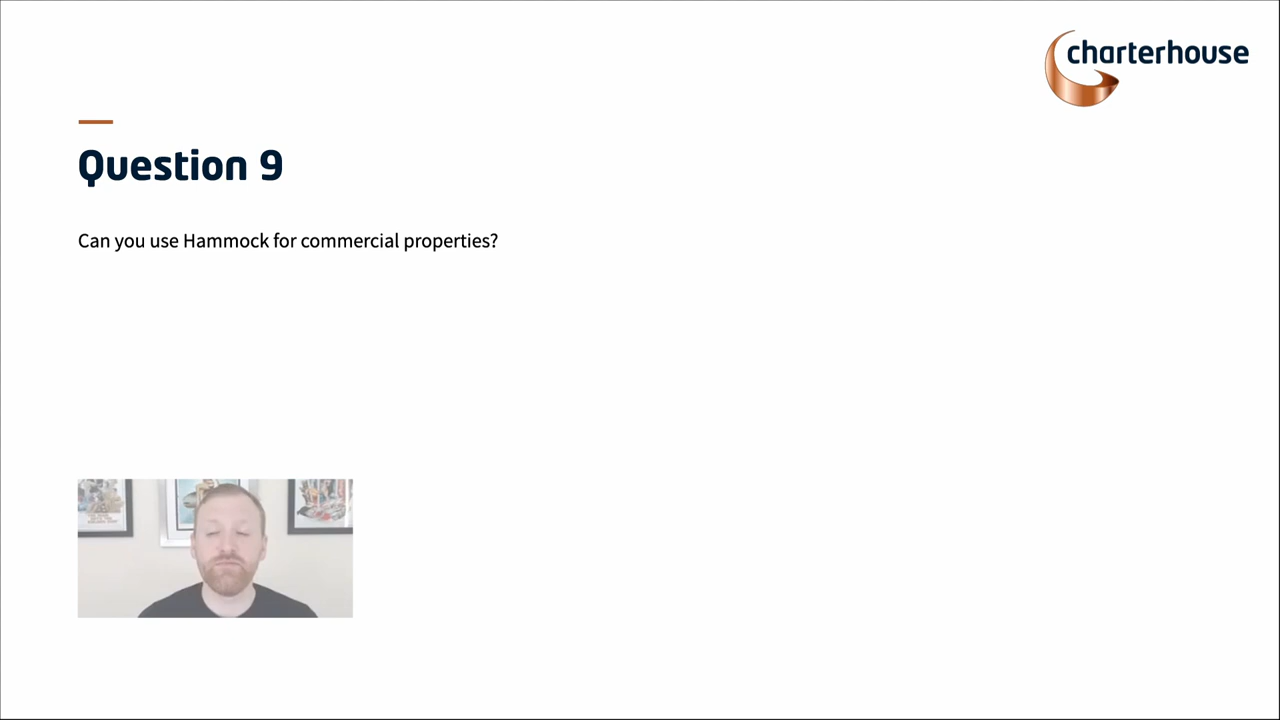 charterhouse
Question 9
Can you use Hammock for commercial properties?